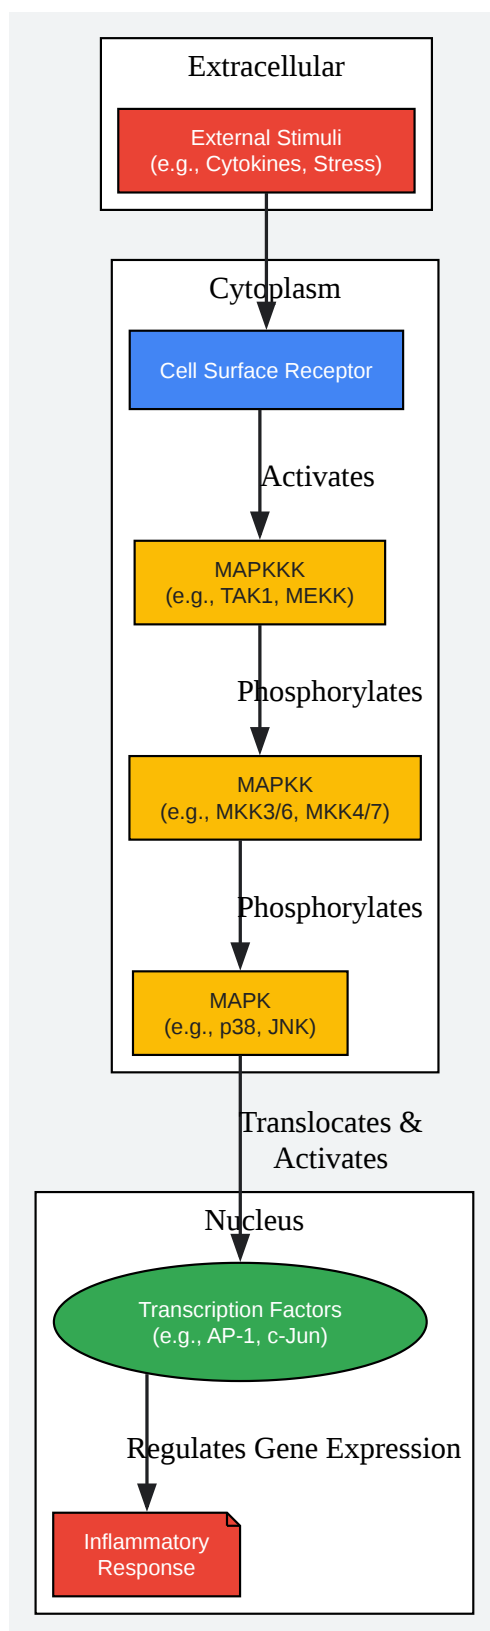 Extracellular
External Stimuli
(e.g., Cytokines, Stress)
Cytoplasm
Cell Surface Receptor
Activates
MAPKKK
(e.g., TAK1, MEKK)
Phosphorylates
MAPKK
(e.g., MKK3/6, MKK4/7)
Phosphorylates
MAPK
(e.g., p38, JNK)
Translocates &
Activates
Nucleus
Transcription Factors
(e.g., AP-1, c-Jun)
Regulates Gene Expression
Inflammatory
Response